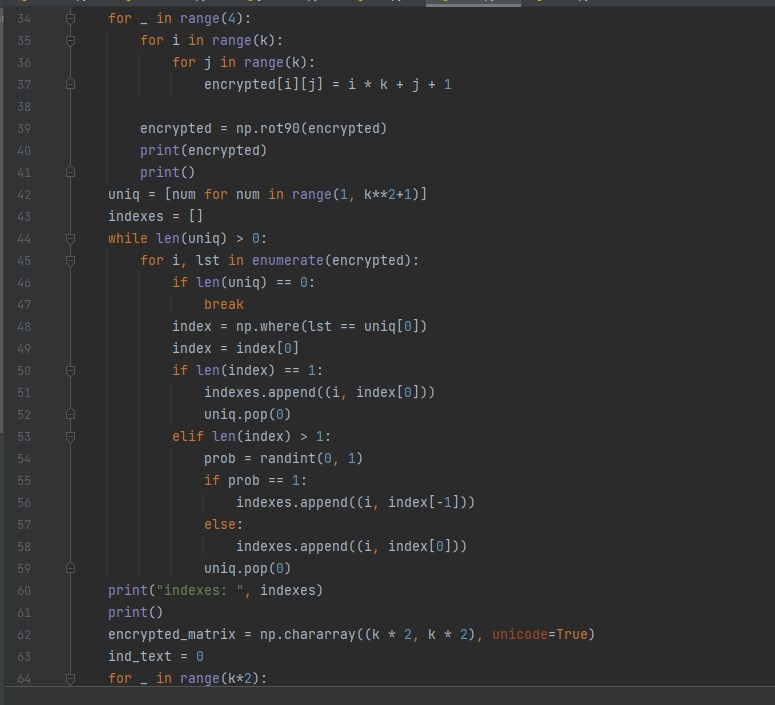 34 for _ in range(4):
35 for i in range(k):
36 for j in range(k):
37 encrypted[i][j] = i * k + j + 1
38
39 encrypted = np.rot90(encrypted)
40 print(encrypted)
41 print()
42 uniq = [num for num in range(1, k**2+1)]
43 indexes = []
44 while len(uniq) > 0:
45 for i, lst in enumerate(encrypted):
46 if len(uniq) == 0:
47 break
48 index = np.where(lst == uniq[0])
49 index = index[0]
50 if len(index) == 1:
51 indexes.append((i, index[0]))
52 uniq.pop(0)
53 elif len(index) > 1:
54 prob = randint(0, 1)
55 if prob == 1:
56 indexes.append((i, index[-1]))
57 else:
58 indexes.append((i, index[0]))
59 uniq.pop(0)
60 print("indexes: ", indexes)
61 print()
62 encrypted_matrix = np.chararray((k * 2, k * 2), unicode=True)
63 ind_text = 0
64 for _ in range(k*2):